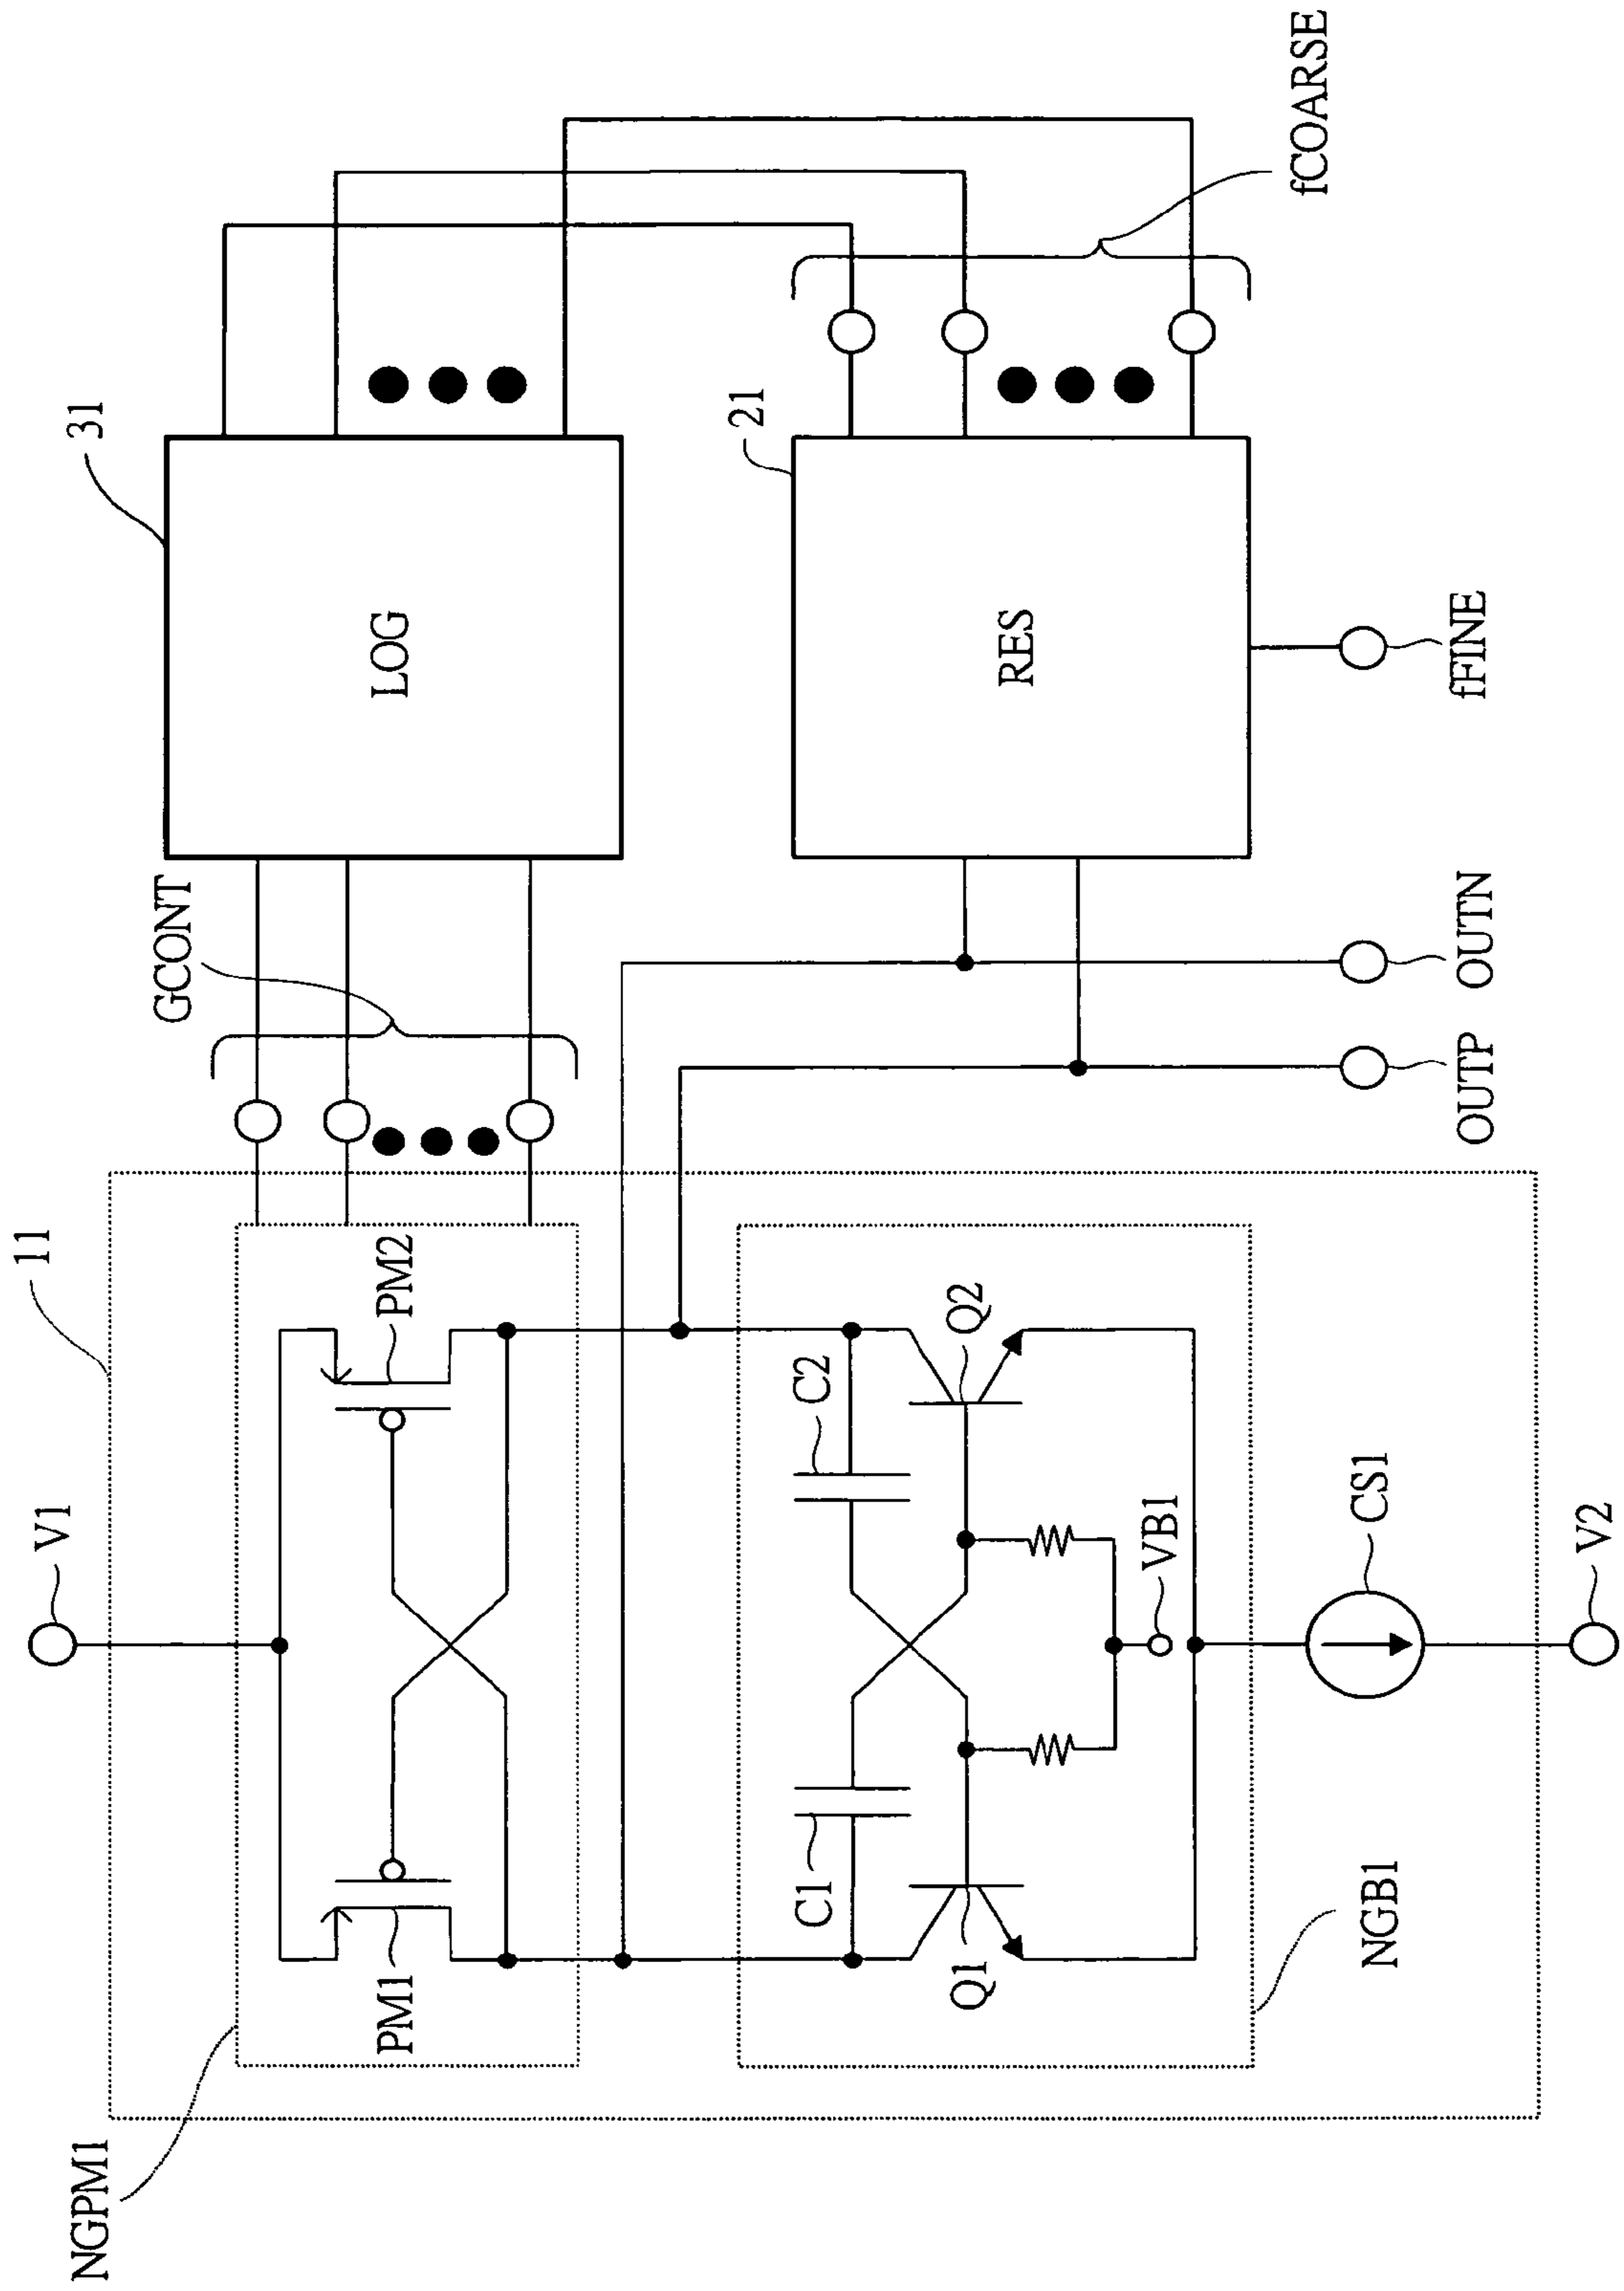 V1
11
NGPM1
PM1
PM2
GCONT
31
LOG
C1
C2
Q1
Q2
VB1
NGB1
CS1
V2
OUTP
OUTN
21
RES
fFINE
fCOARSE